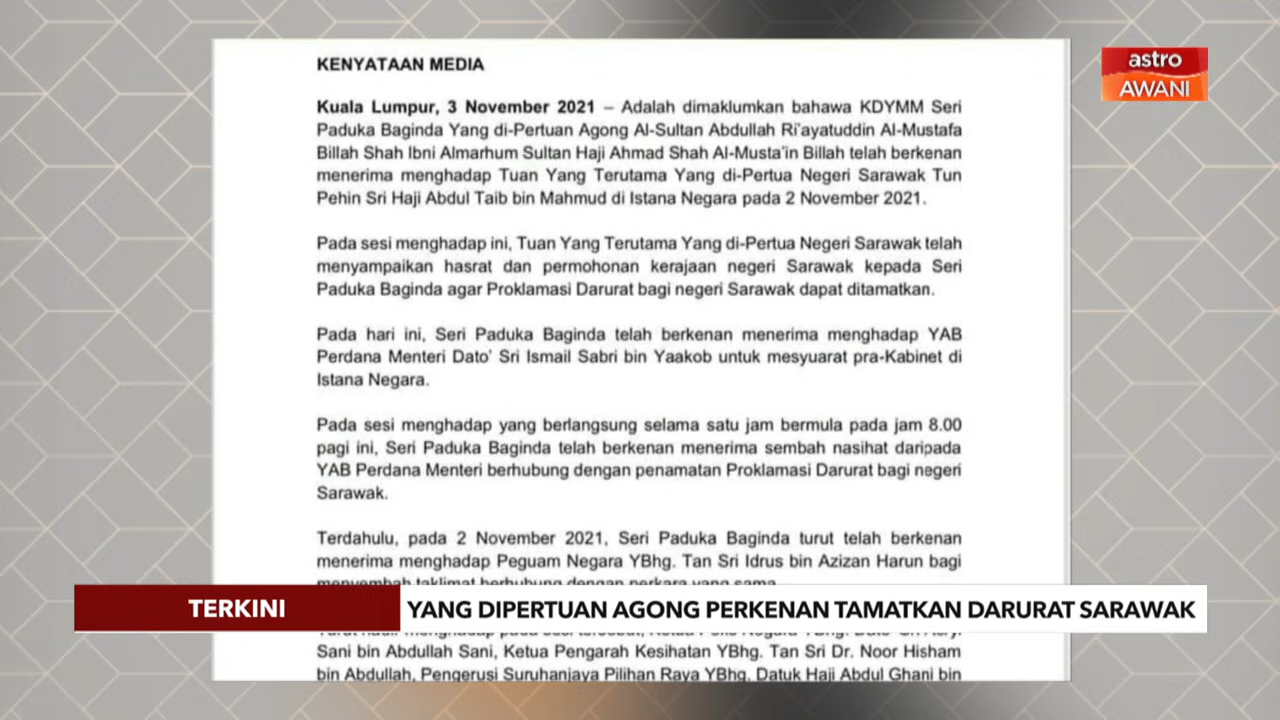 KENYATAAN MEDIA
Kuala Lumpur, 3 November 2021 – Adalah dimaklumkan bahawa KDYMM Seri
Paduka Baginda Yang di-Pertuan Agong Al-Sultan Abdullah Ri'ayatuddin Al-Mustafa
Billah Shah Ibni Almarhum Sultan Haji Ahmad Shah Al-Musta'in Billah telah berkenan
menerima menghadap Tuan Yang Terutama Yang di-Pertua Negeri Sarawak Tun
Pehin Sri Haji Abdul Taib bin Mahmud di Istana Negara pada 2 November 2021.
Pada sesi menghadap ini, Tuan Yang Terutama Yang di-Pertua Negeri Sarawak telah
menyampaikan hasrat dan permohonan kerajaan negeri Sarawak kepada Seri
Paduka Baginda agar Proklamasi Darurat bagi negeri Sarawak dapat ditamatkan.
Pada hari ini, Seri Paduka Baginda telah berkenan menerima menghadap YAB
Perdana Menteri Dato' Sri Ismail Sabri bin Yaakob untuk mesyuarat pra-Kabinet di
Istana Negara.
Pada sesi menghadap yang berlangsung selama satu jam bermula pada jam 8.00
pagi ini, Seri Paduka Baginda telah berkenan menerima sembah nasihat daripada
YAB Perdana Menteri berhubung dengan penamatan Proklamasi Darurat bagi negeri
Sarawak.
Terdahulu, pada 2 November 2021, Seri Paduka Baginda turut telah berkenan
menerima menghadap Peguam Negara YBhg. Tan Sri Idrus bin Azizan Harun bagi
menyembah taklimat berhubung dengan perkara yang sama.
Sani bin Abdullah Sani, Ketua Pengarah Kesihatan YBhg. Tan Sri Dr. Noor Hisham
bin Abdullah, Pengerusi Suruhanjaya Pilihan Raya YBhg. Datuk Haji Abdul Ghani bin
astro
AWANI
TERKINI
YANG DIPERTUAN AGONG PERKENAN TAMATKAN DARURAT SARAWAK